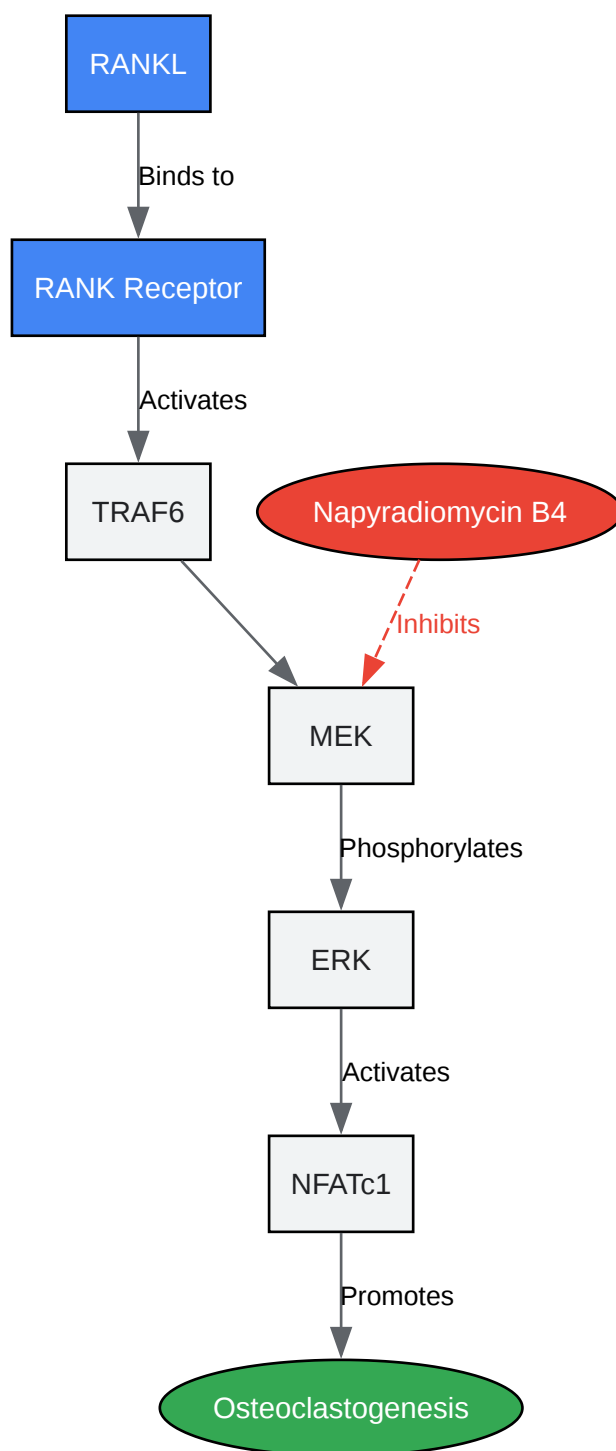 RANKL
Binds to
RANK Receptor
Activates
TRAF6
Napyradiomycin B4
Inhibits
MEK
Phosphorylates
ERK
Activates
NFATc1
Promotes
Osteoclastogenesis